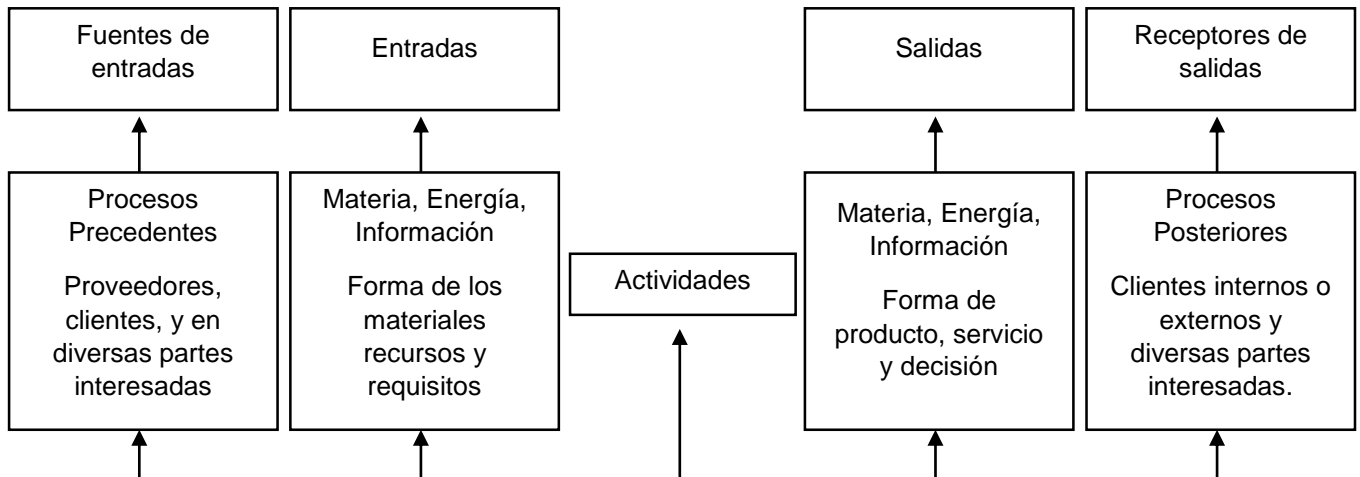 Fuentes de
entradas
Entradas
Salidas
Receptores de
salidas
Procesos
Precedentes
Proveedores,
clientes, y en
diversas partes
interesadas
Materia, Energía,
Información
Forma de los
materiales
recursos y
requisitos
Actividades
Materia, Energía,
Información
Forma de
producto, servicio
y decisión
Procesos
Posteriores
Clientes internos o
externos y
diversas partes
interesadas.